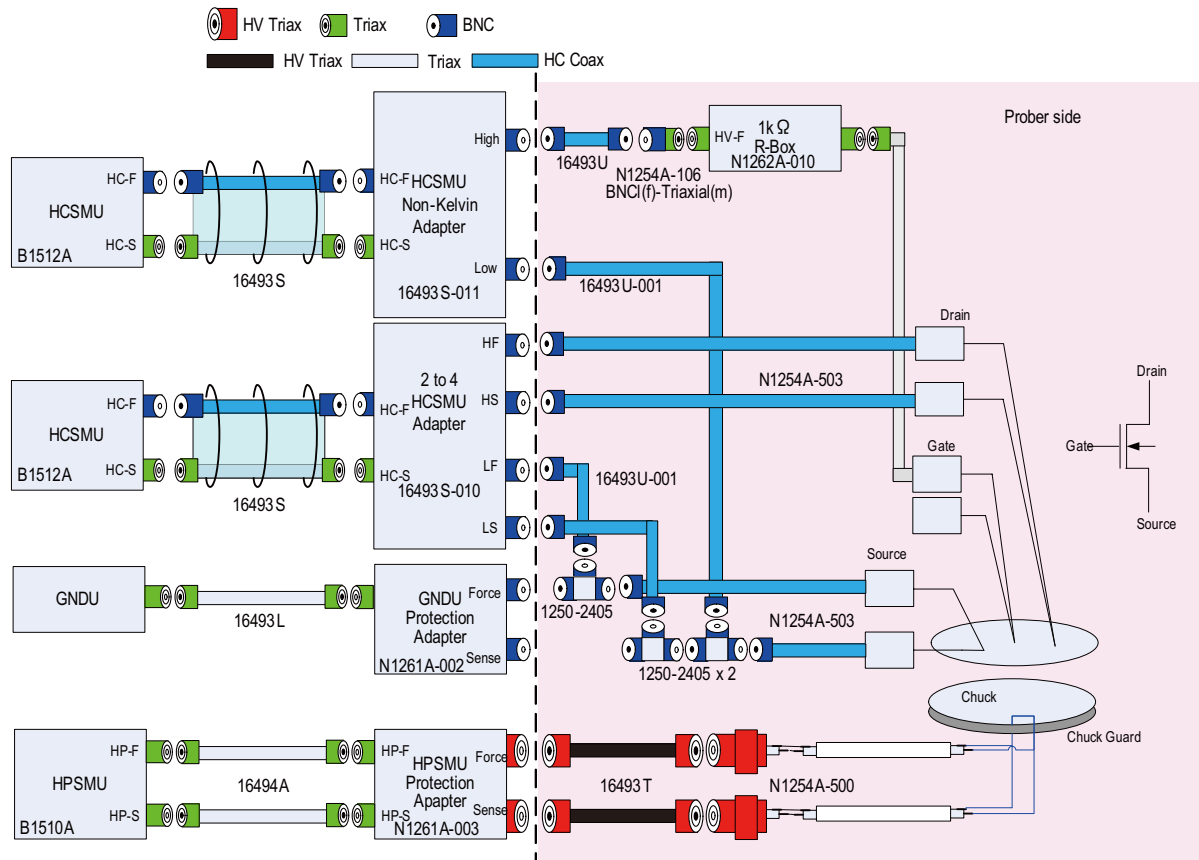 HV Triax
Triax
BNC
HV Triax
Triax
HC Coax
Prober side
HCSMU
B1512A
HC-F
HC-S
16493S
HC-F
HC-S
HCSMU
Non-Kelvin
Adapter
16493S-011
High
Low
16493U
N1254A-106
BNCI(f)-Triaxial(m)
HV-F
1k Ω
R-Box
N1262A-010
16493U-001
HCSMU
B1512A
HC-F
HC-S
16493S
HC-F
HC-S
2 to 4
HCSMU
Adapter
16493S-010
HF
HS
LF
LS
16493U-001
N1254A-503
Drain
Gate
Source
Drain
Gate
Source
GNDU
16493L
GNDU
Protection
Adapter
N1261A-002
Force
Sense
1250-2405
1250-2405 x 2
N1254A-503
Chuck
Chuck Guard
HPSMU
B1510A
HP-F
HP-S
16494A
HP-F
HP-S
HPSMU
Protection
Apapter
N1261A-003
Force
Sense
16493T
N1254A-500